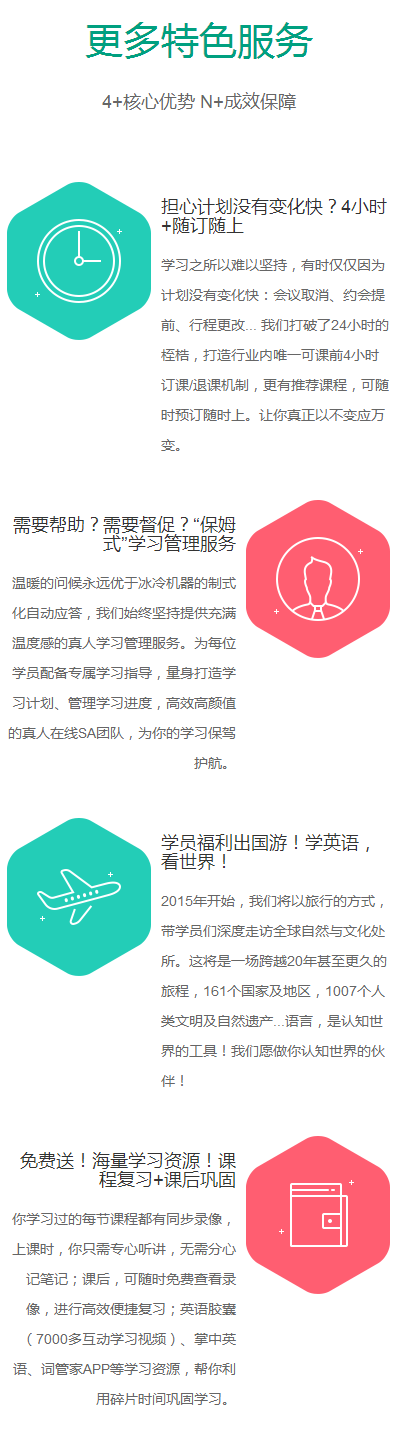 更多特色服务
4+核心优势 N+成效保障
担心计划没有变化快？4小时
+随订随上
学习之所以难以坚持，有时仅仅因为
计划没有变化快：会议取消、约会提
前、行程更改... 我们打破了24小时的
桎梏，打造行业内唯一可课前4小时
订课/退课机制，更有推荐课程，可随
时预订随时上。让你真正以不变应万
变。
需要帮助？需要督促？“保姆
式”学习管理服务
温暖的问候永远优于冰冷机器的制式
化自动应答，我们始终坚持提供充满
温度感的真人学习管理服务。为每位
学员配备专属学习指导，量身打造学
习计划、管理学习进度，高效高颜值
的真人在线SA团队，为你的学习保驾
护航。
学员福利出国游！学英语，
看世界！
2015年开始，我们将以旅行的方式，
带学员们深度走访全球自然与文化处
所。这将是一场跨越20年甚至更久的
旅程，161个国家及地区，1007个人
类文明及自然遗产...语言，是认知世
界的工具！我们愿做你认知世界的伙
伴！
免费送！海量学习资源！课
程复习+课后巩固
你学习过的每节课程都有同步录像，
上课时，你只需专心听讲，无需分心
记笔记；课后，可随时免费查看录
像，进行高效便捷复习；英语胶囊
（7000多互动学习视频）、掌中英
语、词管家APP等学习资源，帮你利
用碎片时间巩固学习。